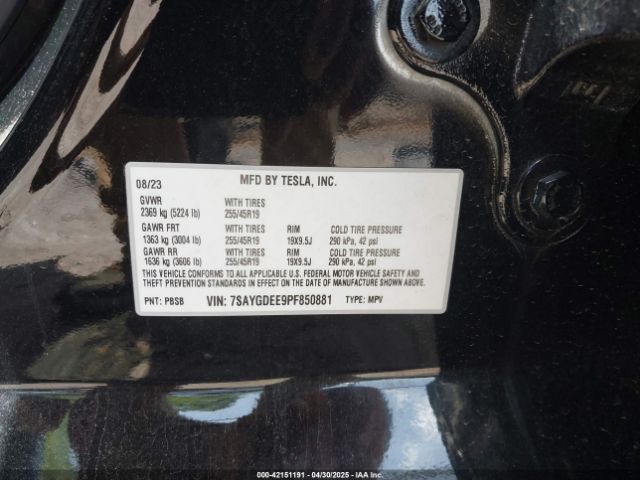 08/23 MFD BY TESLA, INC.
GVWR WITH TIRES
2369 kg (5224 lb) 255/45R19
GAWR FRT WITH TIRES RIM COLD TIRE PRESSURE
1363 kg (3004 lb) 255/45R19 19X9.5J 290 kPa, 42 psi
GAWR RR WITH TIRES RIM COLD TIRE PRESSURE
1636 kg (3606 lb) 255/45R19 19X9.5J 290 kPa, 42 psi
THIS VEHICLE CONFORMS TO ALL APPLICABLE U.S. FEDERAL MOTOR VEHICLE SAFETY AND
THEFT PREVENTION STANDARDS IN EFFECT ON THE DATE OF MANUFACTURE SHOWN ABOVE.
PNT: PBSB VIN: 7SAYGDEE9PF850881 TYPE: MPV
000-42151191 - 04/30/2025 - IAA Inc.